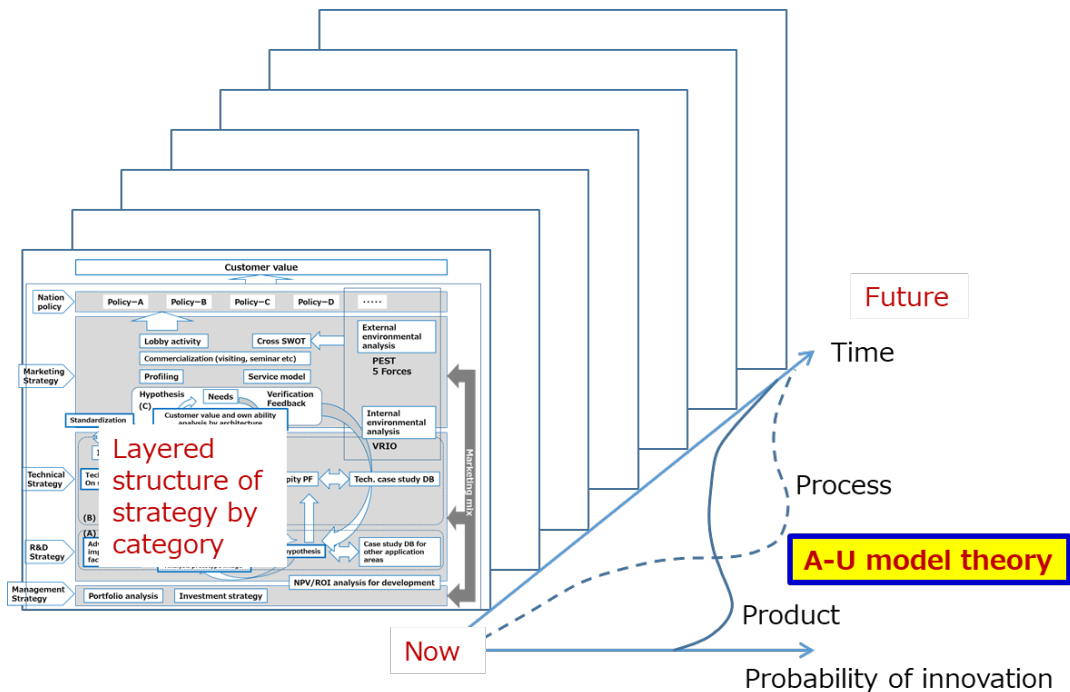 Customer value
Nation
policy
Policy−A
Policy−B
Policy−C
Policy−D
·····
Lobby activity
Cross SWOT
External
environmental
analysis
Commercialization (visiting, seminar etc)
PEST
5 Forces
Marketing
Strategy
Profiling
Service model
Hypothesis
(C)
Needs
Verification
Feedback
Standardization
Customer value and own ability
analysis by architecture
Internal
environmental
analysis
VRIO
Layered
structure of
strategy by
category
Technical
Strategy
On
PF
Tech. case study DB
(B)
(A)
R&D
Strategy
hypothesis
Case study DB for
other application
areas
NPV/ROI analysis for development
Management
Strategy
Portfolio analysis
Investment strategy
Marketing mix
Future
Time
Process
A-U model theory
Product
Now
Probability of innovation